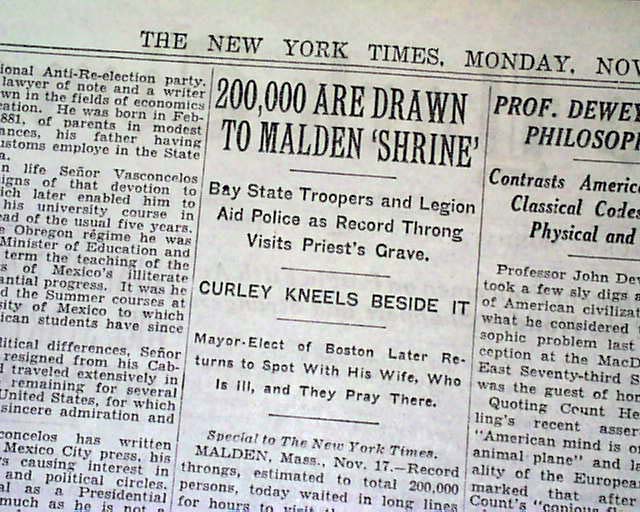 THE NEW YORK TIMES, MONDAY, NOV
ional Anti-Re-election party.
lawyer of note and a writer
wn in the fields of economics
ation. He was born in Feb-
881, of parents in modest
ances, his father having
ustoms employe in the State
a.
n life Señor Vasconcelos
igns of that devotion to
ich later enabled him to
his university course in
ead of the usual five years.
e Obregon régime he was
Minister of Education and
term the teaching of the
s of Mexico's illiterate
antial progress. It was he
d the Summer courses at
sity of Mexico to which
ican students have since
litical differences, Señor
resigned from his Cab-
d traveled extensively in
remaining for several
United States, for which
sincere admiration and
concelos has written
Mexico City press, his
s causing interest in
and political circles.
al as a Presidential
much as he is not a
200,000 ARE DRAWN
TO MALDEN 'SHRINE'
Bay State Troopers and Legion
Aid Police as Record Throng
Visits Priest's Grave.
CURLEY KNEELS BESIDE IT
Mayor-Elect of Boston Later Re-
turns to Spot With His Wife, Who
Is Ill, and They Pray There.
Special to The New York Times.
MALDEN, Mass., Nov. 17.—Record
throngs, estimated to total 200,000
persons, today waited in long lines
for hours to visit
PROF. DEWEY
PHILOSOP
Contrasts Americ
Classical Codes
Physical and
Professor John Dew
took a few sly digs a
of American civilizat
what he considered
sophic problem last
ception at the MacD
East Seventy-third S
was the guest of hon
Quoting Count He
ling's recent asser
"American mind is o
animal plane" and
ality of the European
marked that after
Count's "copious